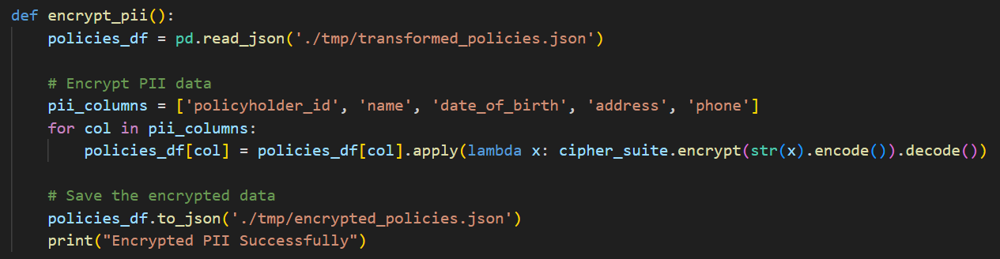 def encrypt_pii():
    policies_df = pd.read_json('./tmp/transformed_policies.json')

    # Encrypt PII data
    pii_columns = ['policyholder_id', 'name', 'date_of_birth', 'address', 'phone']
    for col in pii_columns:
        policies_df[col] = policies_df[col].apply(lambda x: cipher_suite.encrypt(str(x).encode()).decode())

    # Save the encrypted data
    policies_df.to_json('./tmp/encrypted_policies.json')
    print("Encrypted PII Successfully")